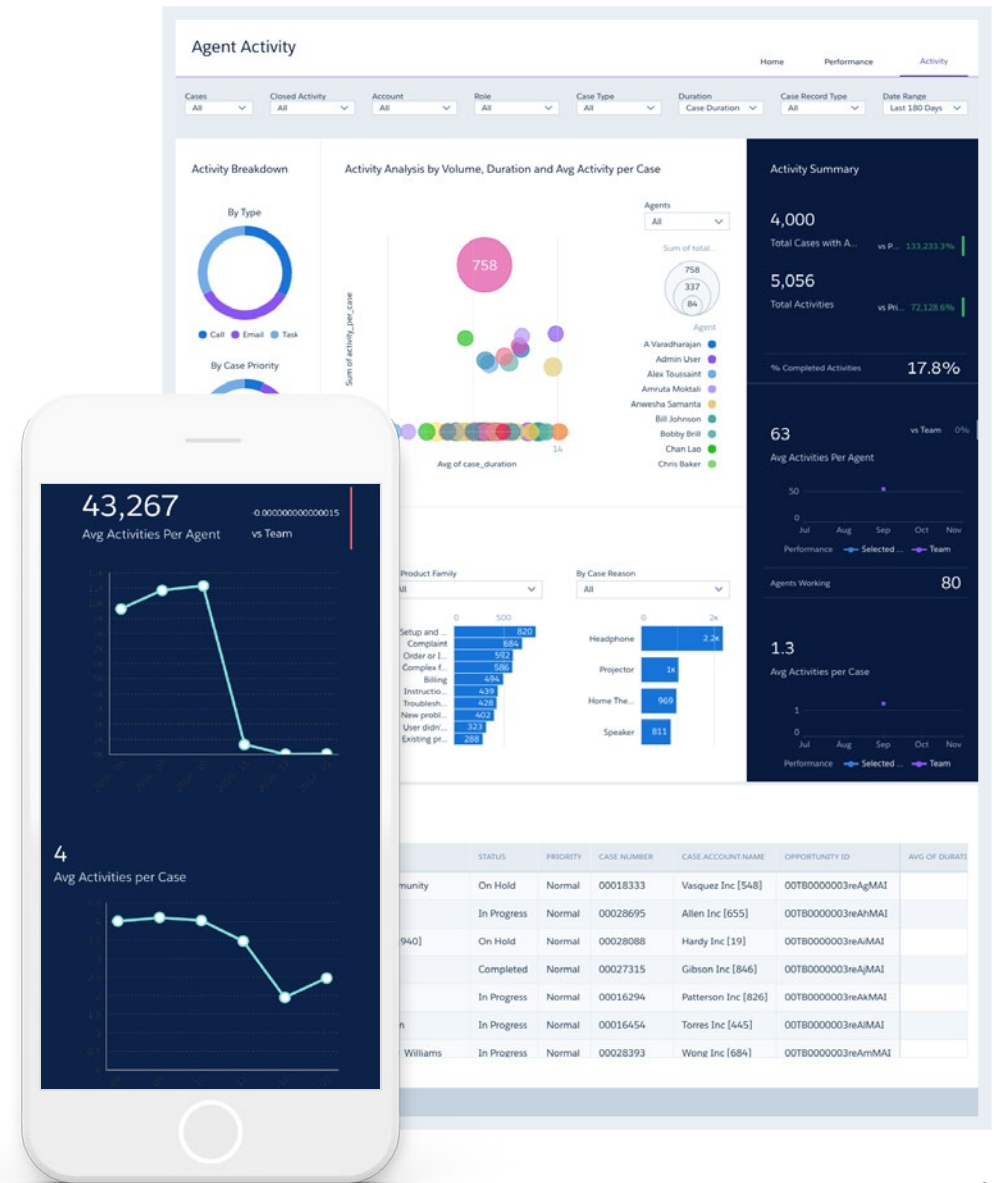 Agent Activity
Home Performance Activity
Cases Closed Activity Account Role Case Type Duration Case Record Type Date Range
All All All All All Case Duration All Last 180 Days
Activity Breakdown
By Type
Call Email Task
By Case Priority
Activity Analysis by Volume, Duration and Avg Activity per Case
Agents
All
Sum of total...
758
337
84
758
Sum of activity_per_case
14
Avg of case_duration
Agent
A Varadharajan
Admin User
Alex Toussaint
Amruta Moktali
Anwesha Samanta
Bill Johnson
Bobby Brill
Chan Lao
Chris Baker
Activity Summary
4,000
Total Cases with A... vs P... 133,233.3%
5,056
Total Activities vs Pri... 72,128.6%
% Completed Activities 17.8%
63 vs Team 0%
Avg Activities Per Agent
50
0
Jul Aug Sep Oct Nov
Performance Selected ... Team
Agents Working 80
1.3
Avg Activities per Case
1
0
Jul Aug Sep Oct Nov
Performance Selected ... Team
Product Family
All
0 500
Setup and ... 820
Complaint 684
Order or I... 592
Complex f... 586
Billing 494
Instructio... 439
Troublesh... 428
New probl... 402
User didn'... 323
Existing pr... 288
By Case Reason
All
0 2k
Headphone 2.2k
Projector 1k
Home The... 969
Speaker 811
STATUS PRIORITY CASE NUMBER CASE.ACCOUNT.NAME OPPORTUNITY ID AVG OF DURATI
munity On Hold Normal 00018333 Vasquez Inc [548] 00TB0000003reAgMAI
In Progress Normal 00028695 Allen Inc [655] 00TB0000003reAhMAI
940] On Hold Normal 00028088 Hardy Inc [19] 00TB0000003reAiMAI
Completed Normal 00027315 Gibson Inc [846] 00TB0000003reAjMAI
In Progress Normal 00016294 Patterson Inc [826] 00TB0000003reAkMAI
n In Progress Normal 00016454 Torres Inc [445] 00TB0000003reAlMAI
Williams In Progress Normal 00028393 Wong Inc [684] 00TB0000003reAmMAI
43,267
-0.000000000000015
Avg Activities Per Agent vs Team
4
Avg Activities per Case